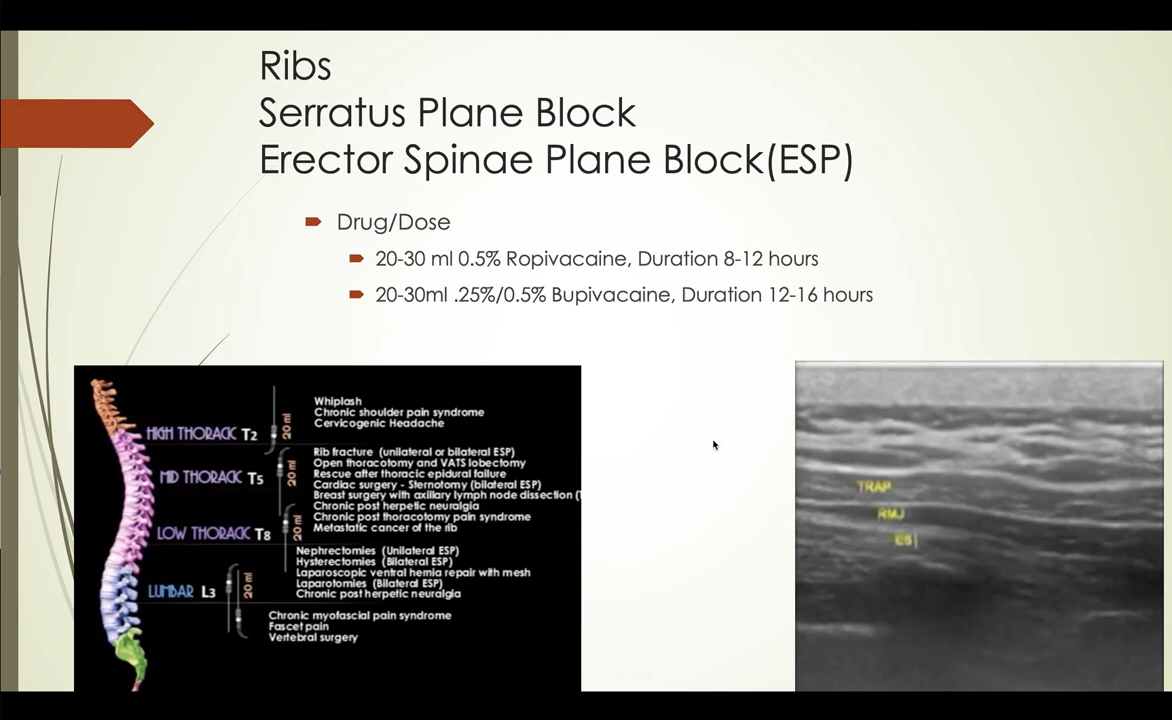 Ribs
Serratus Plane Block
Erector Spinae Plane Block(ESP)
Drug/Dose
20-30 ml 0.5% Ropivacaine, Duration 8-12 hours
20-30ml .25%/0.5% Bupivacaine, Duration 12-16 hours
HIGH THORACIC T2
20 ml
Whiplash
Chronic shoulder pain syndrome
Cervicogenic Headache
MID THORACIC T5
20 ml
Rib fracture (unilateral or bilateral ESP)
Open thoracotomy and VATS lobectomy
Rescue after thoracic epidural failure
Cardiac surgery - Sternotomy (bilateral ESP)
Breast surgery with axillary lymph node dissection (
Chronic post herpetic neuralgia
Chronic post thoracotomy pain syndrome
Metastatic cancer of the rib
LOW THORACIC T8
20 ml
Nephrectomies (Unilateral ESP)
Hysterectomies (Bilateral ESP)
Laparoscopic ventral hernia repair with mesh
Laparotomies (Bilateral ESP)
Chronic post herpetic neuralgia
LUMBAR L3
20 ml
Chronic myofascial pain syndrome
Fascet pain
Vertebral surgery
TRAP
RMJ
ES